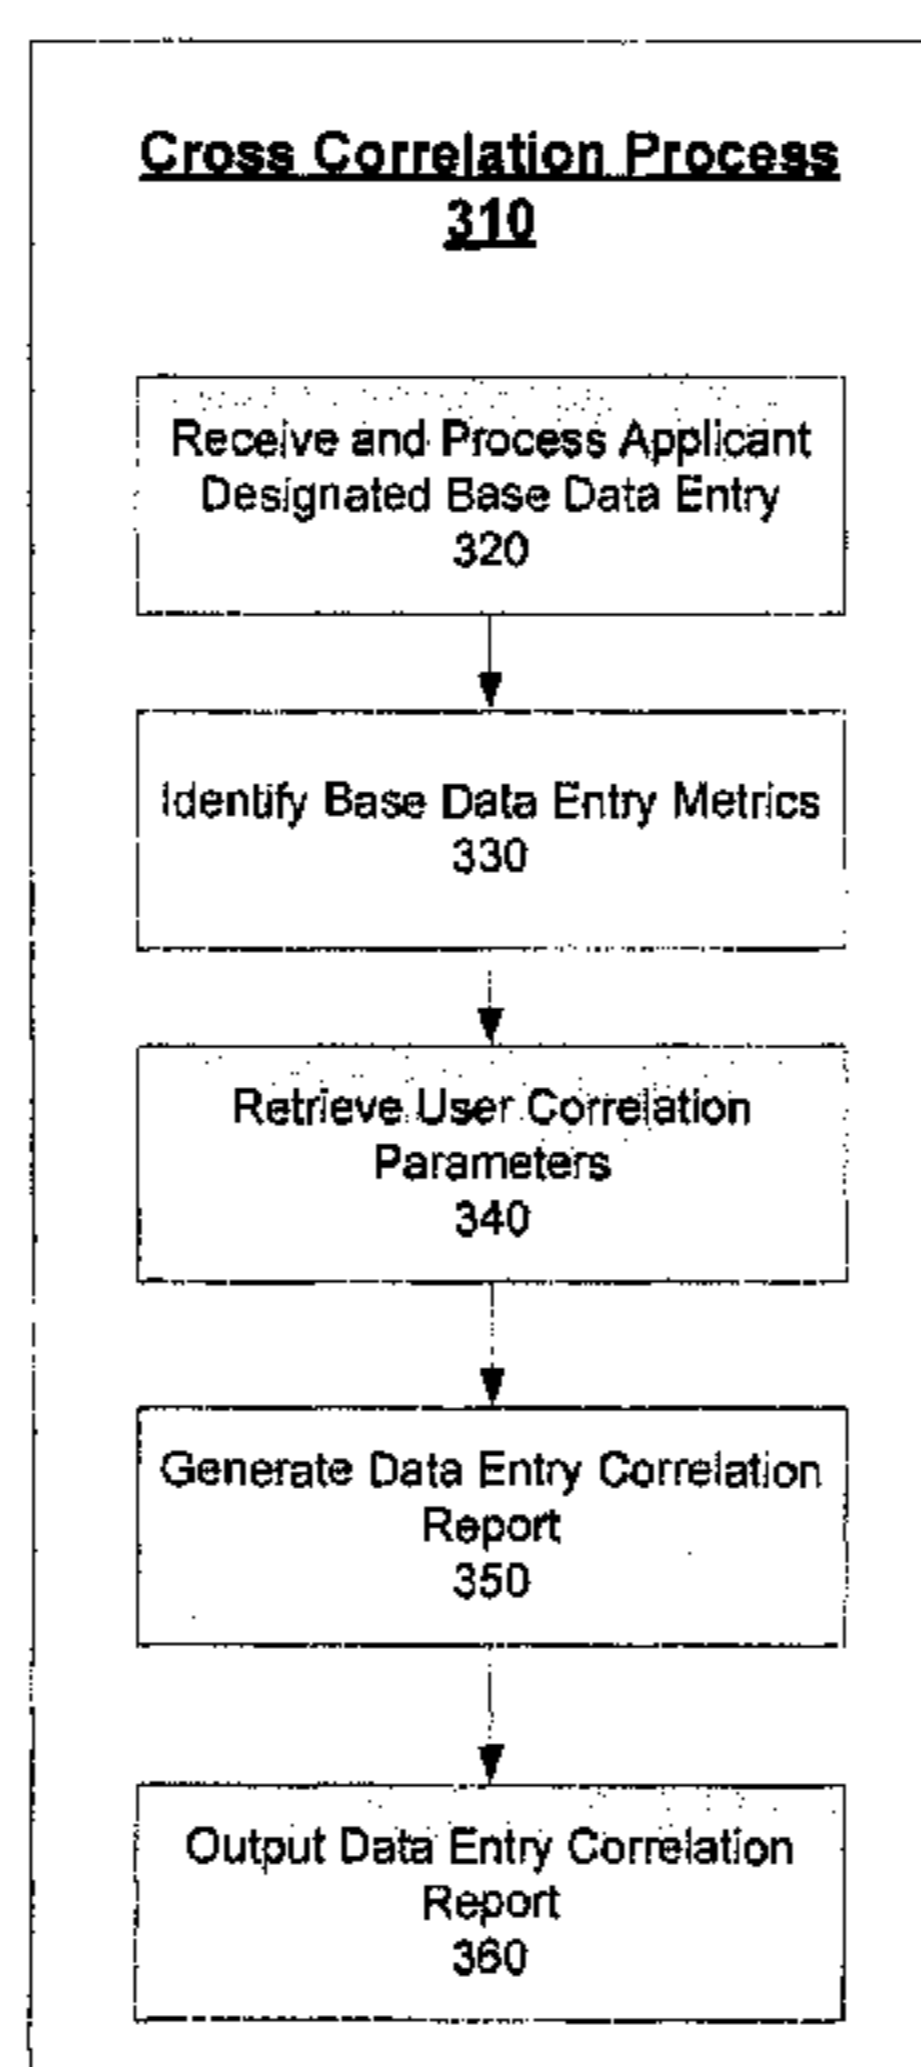 Cross Correlation Process
310
Receive and Process Applicant
Designated Base Data Entry
320
Identify Base Data Entry Metrics
330
Retrieve User Correlation
Parameters
340
Generate Data Entry Correlation
Report
350
Output Data Entry Correlation
Report
360